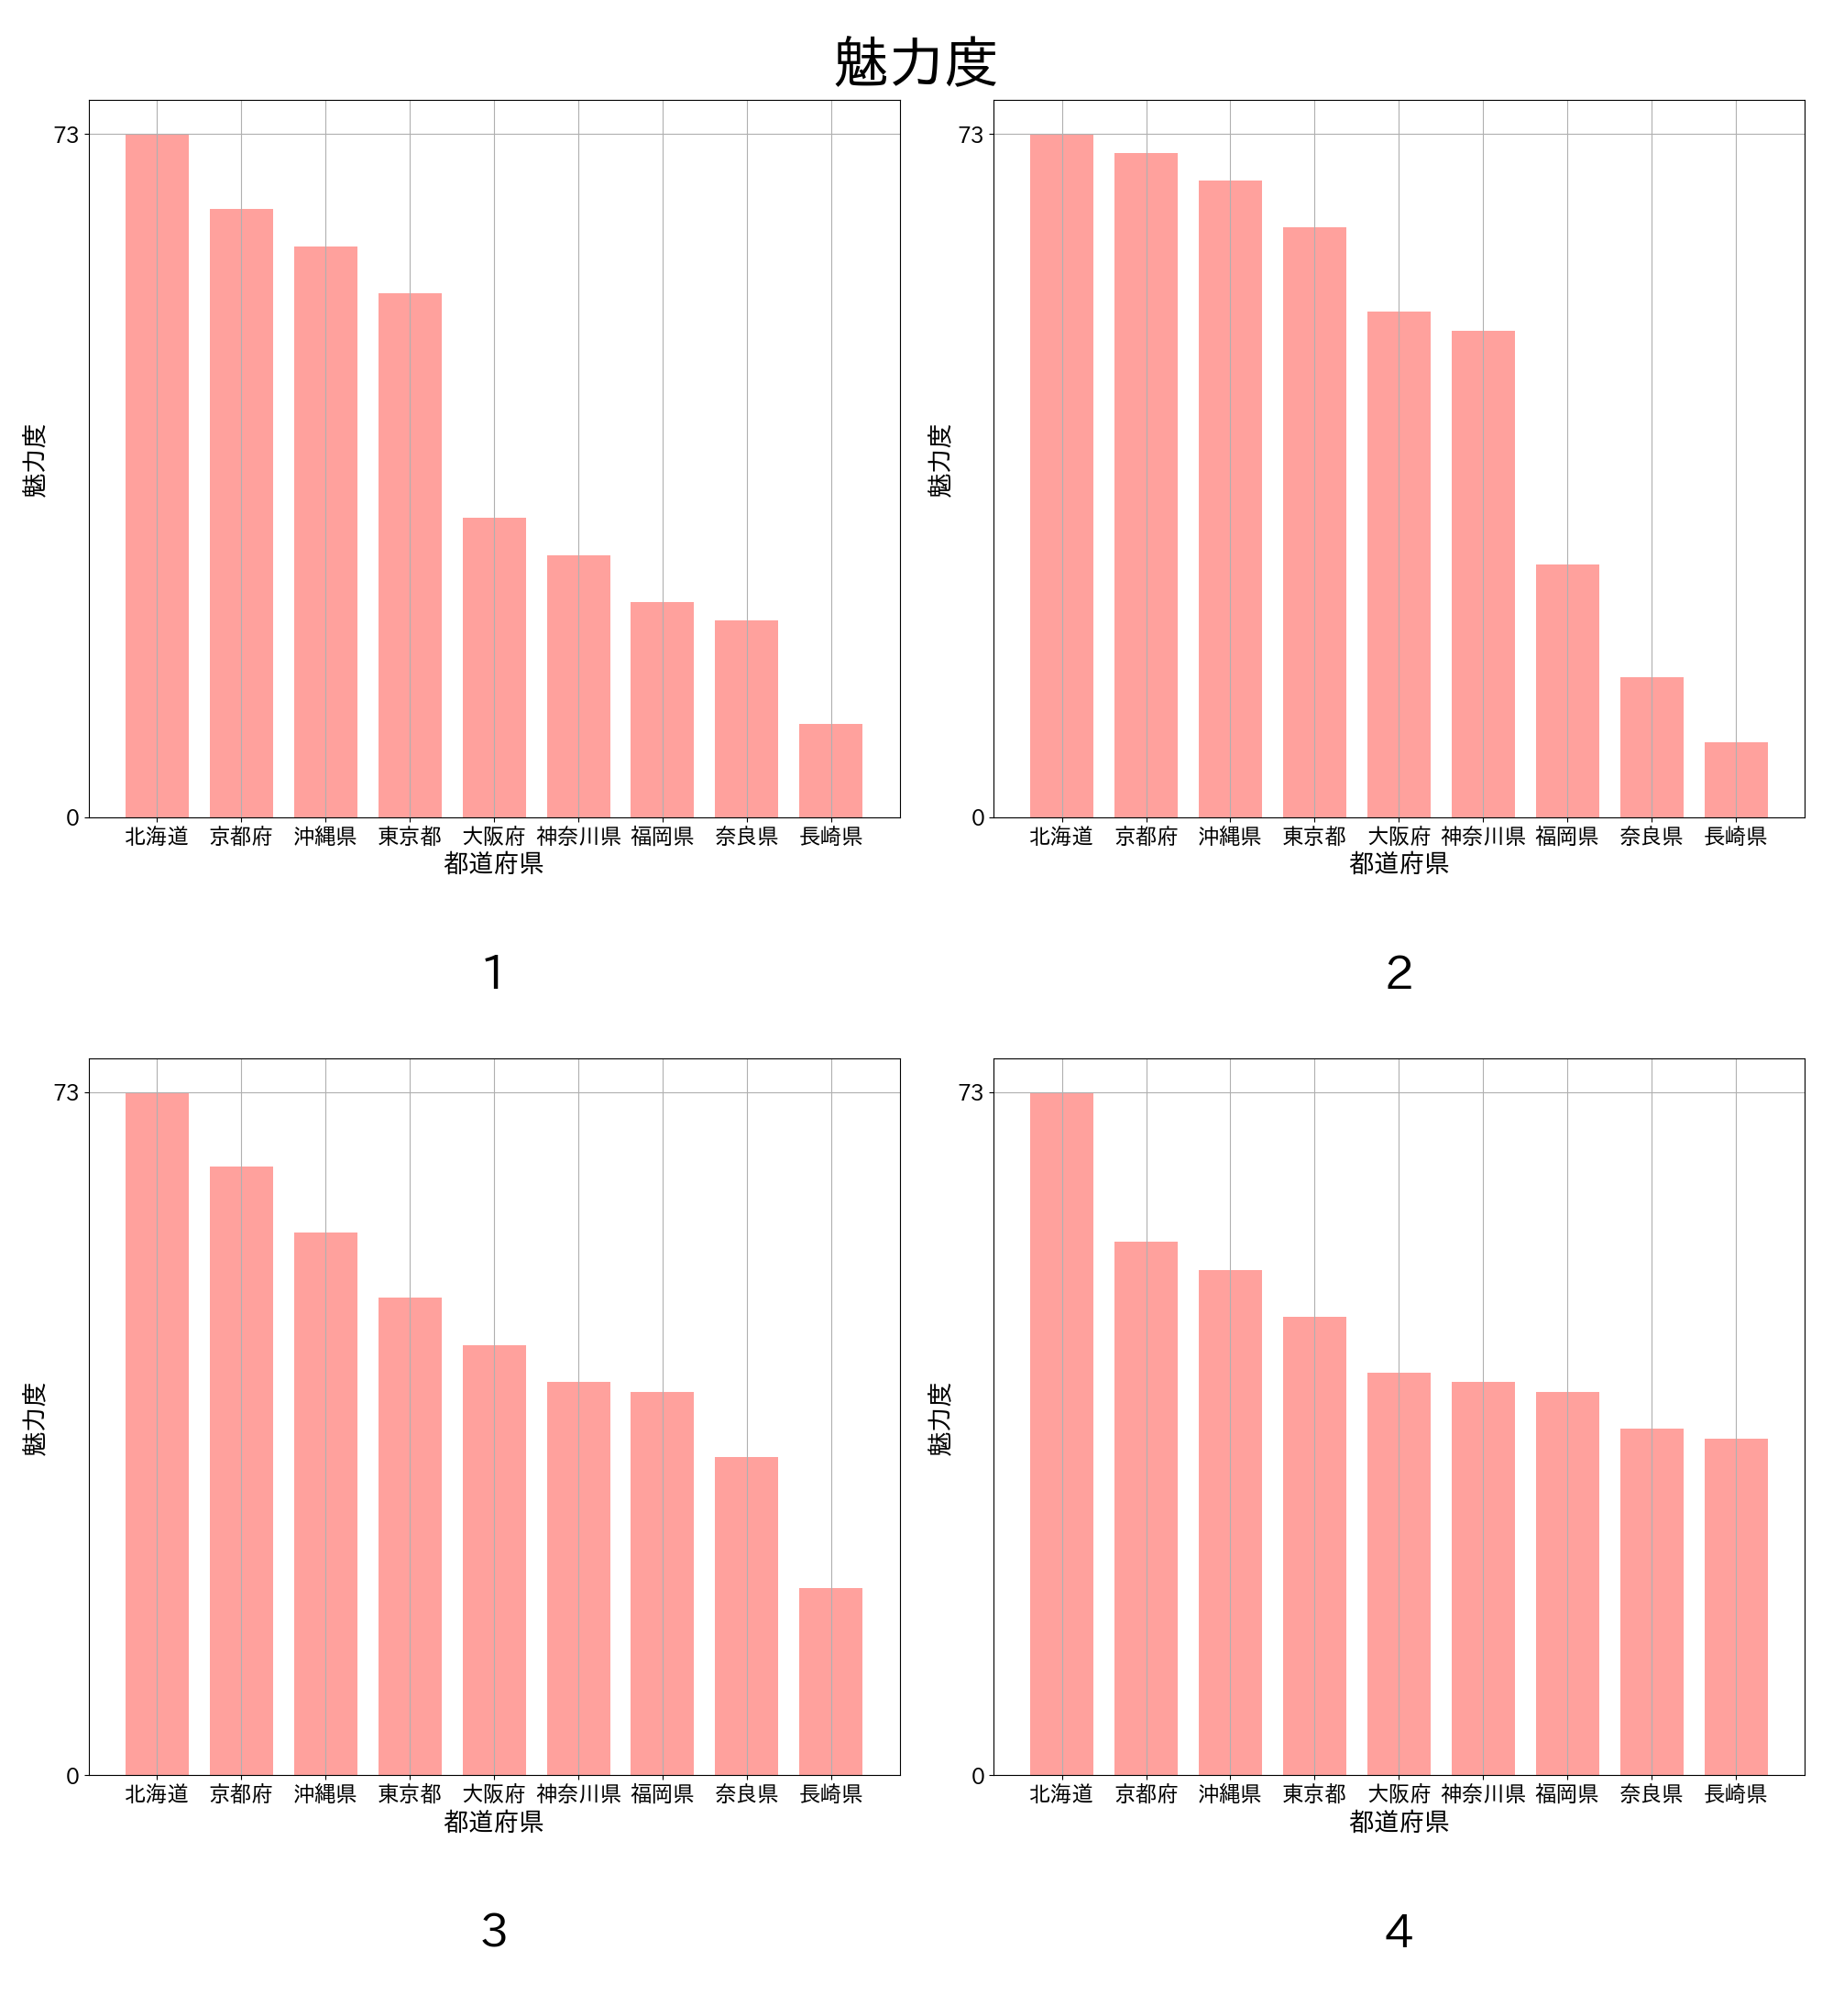 魅力度
73
魅力度
0
北海道 京都府 沖縄県 東京都 大阪府 神奈川県 福岡県 奈良県 長崎県
都道府県
1
73
魅力度
0
北海道 京都府 沖縄県 東京都 大阪府 神奈川県 福岡県 奈良県 長崎県
都道府県
2
73
魅力度
0
北海道 京都府 沖縄県 東京都 大阪府 神奈川県 福岡県 奈良県 長崎県
都道府県
3
73
魅力度
0
北海道 京都府 沖縄県 東京都 大阪府 神奈川県 福岡県 奈良県 長崎県
都道府県
4